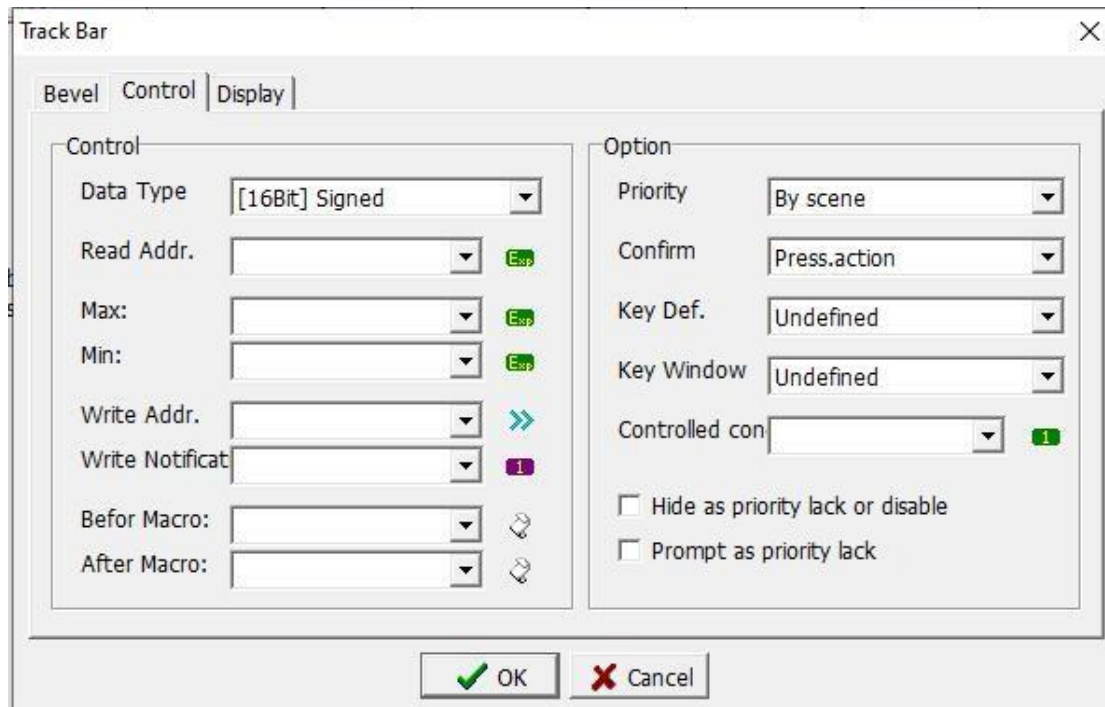 Track Bar
Bevel
Control
Display
Control
Data Type
[16Bit] Signed
Read Addr.
Exp
Max:
Exp
Min:
Exp
Write Addr.
Write Notificat
1
Befor Macro:
After Macro:
Option
Priority
By scene
Confirm
Press.action
Key Def.
Undefined
Key Window
Undefined
Controlled con
1
Hide as priority lack or disable
Prompt as priority lack
OK
Cancel